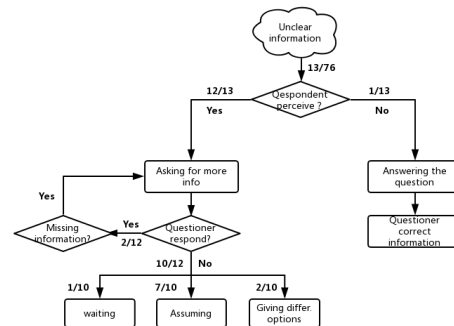 Unclear
information
13/76
Qespondent
perceive ?
12/13
Yes
1/13
No
Asking for more
info
Answering the
question
Yes
Missing
information?
Yes
2/12
Questioner
respond?
Questioner
correct
information
10/12 No
1/10
7/10
2/10
waiting
Assuming
Giving differ.
options